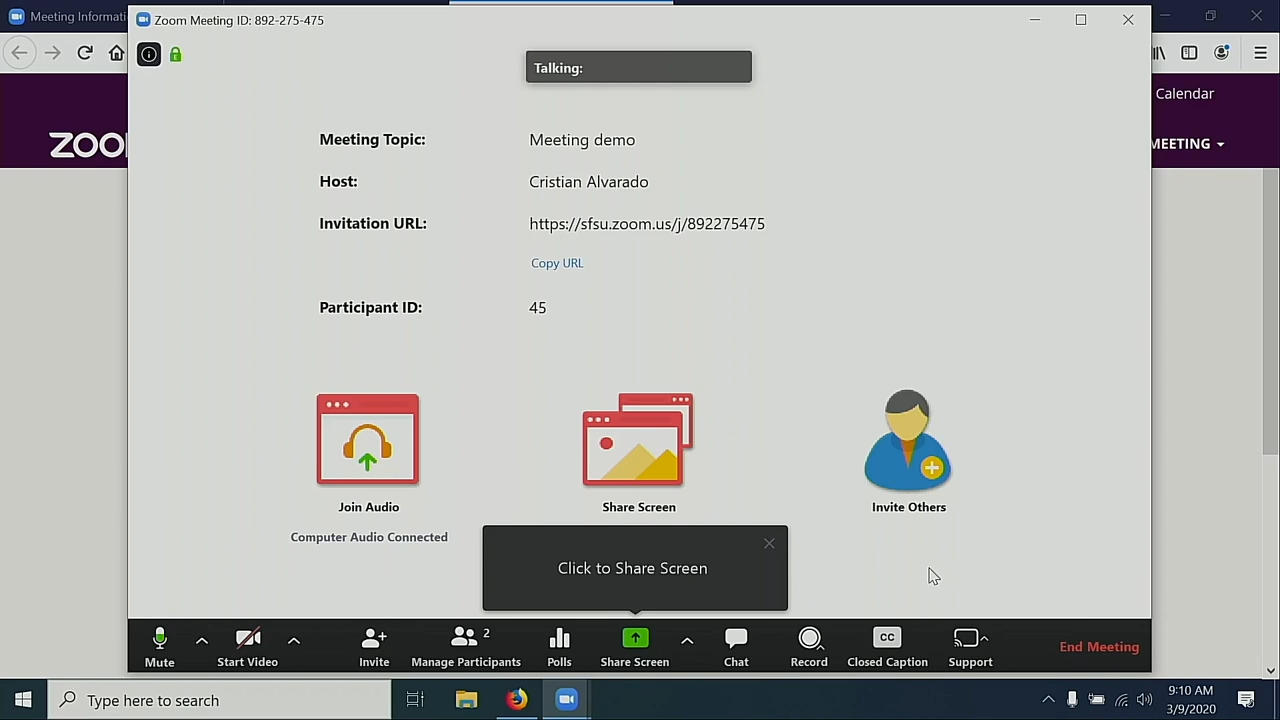 Meeting Informati
Zoom Meeting ID: 892-275-475
Talking:
Calendar
ZOO
MEETING
Meeting Topic: Meeting demo
Host: Cristian Alvarado
Invitation URL: https://sfsu.zoom.us/j/892275475
Copy URL
Participant ID: 45
Join Audio Share Screen Invite Others
Computer Audio Connected
Click to Share Screen
2
CC
Mute Start Video Invite Manage Participants Polls Share Screen Chat Record Closed Caption Support End Meeting
Type here to search
9:10 AM
3/9/2020